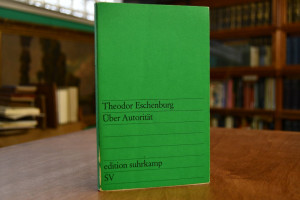 Theodor Eschenburg
Über Autorität
edition suhrkamp
SV